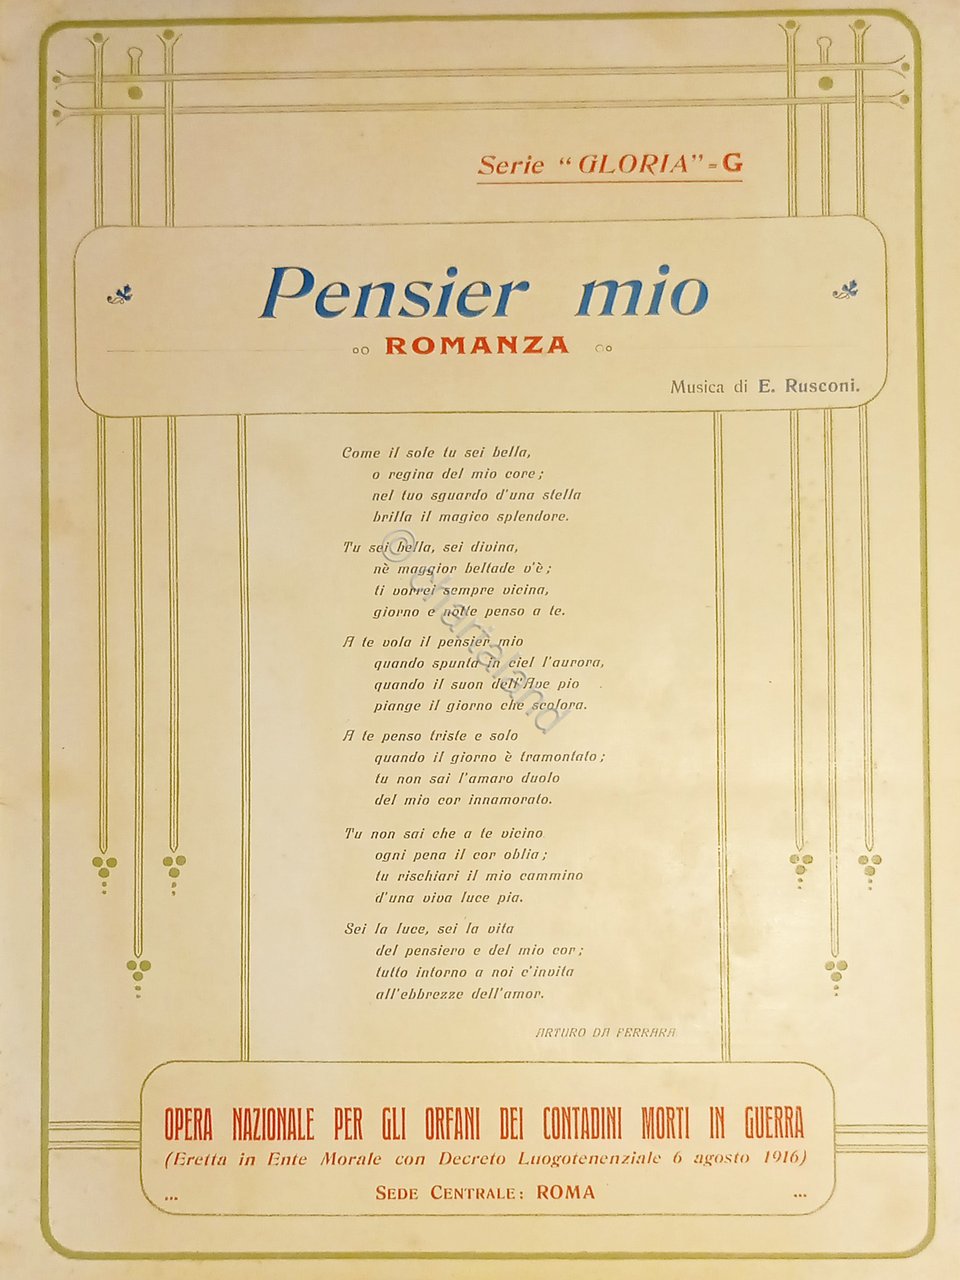 Serie "GLORIA"=G
Pensier mio
ROMANZA
Musica di E. Rusconi.
Come il sole tu sei bella,
o regina del mio core;
nel tuo sguardo d'una stella
brilla il magico splendore.
Tu sei bella, sei divina,
nè maggior beltade v'è;
ti vorrei sempre vicina,
giorno e notte penso a te.
A te vola il pensier mio
quando spunta in ciel l'aurora,
quando il suon dell'Ave pio
piange il giorno che scolora.
A te penso triste e solo
quando il giorno è tramontato;
tu non sai l'amaro duolo
del mio cor innamorato.
Tu non sai che a te vicino
ogni pena il cor oblia;
tu rischiari il mio cammino
d'una viva luce pia.
Sei la luce, sei la vita
del pensiero e del mio cor;
tutto intorno a noi c'invita
all'ebbrezze dell'amor.
ARTURO DA FERRARA
OPERA NAZIONALE PER GLI ORFANI DEI CONTADINI MORTI IN GUERRA
(Eretta in Ente Morale con Decreto Luogotenenziale 6 agosto 1916)
... SEDE CENTRALE: ROMA ...
© chartaland